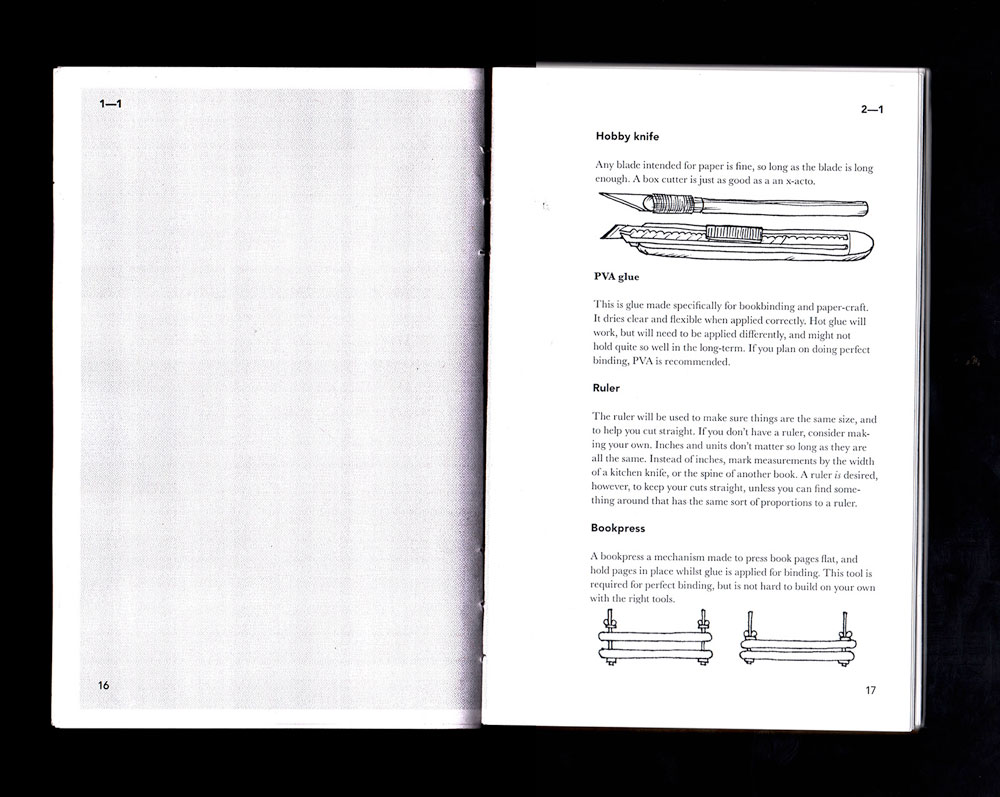 1—1
16
2—1
Hobby knife
Any blade intended for paper is fine, so long as the blade is long
enough. A box cutter is just as good as a an x-acto.
PVA glue
This is glue made specifically for bookbinding and paper-craft.
It dries clear and flexible when applied correctly. Hot glue will
work, but will need to be applied differently, and might not
hold quite so well in the long-term. If you plan on doing perfect
binding, PVA is recommended.
Ruler
The ruler will be used to make sure things are the same size, and
to help you cut straight. If you don't have a ruler, consider mak-
ing your own. Inches and units don't matter so long as they are
all the same. Instead of inches, mark measurements by the width
of a kitchen knife, or the spine of another book. A ruler is desired,
however, to keep your cuts straight, unless you can find some-
thing around that has the same sort of proportions to a ruler.
Bookpress
A bookpress a mechanism made to press book pages flat, and
hold pages in place whilst glue is applied for binding. This tool is
required for perfect binding, but is not hard to build on your own
with the right tools.
17